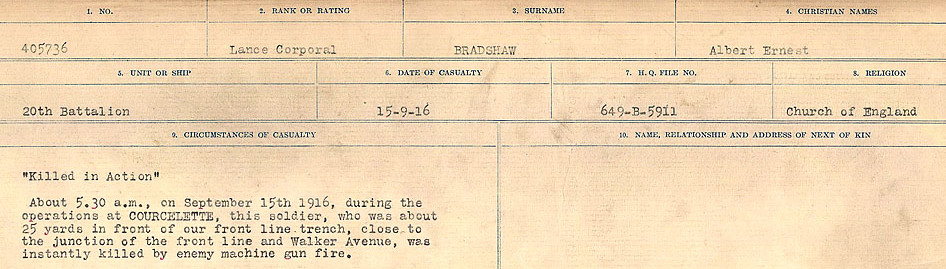 1. NO. 2. RANK OR RATING 3. SURNAME 4. CHRISTIAN NAMES
405736 Lance Corporal BRADSHAW Albert Ernest
5. UNIT OR SHIP 6. DATE OF CASUALTY 7. H. Q. FILE NO. 8. RELIGION
20th Battalion 15-9-16 649-B-5911 Church of England
9. CIRCUMSTANCES OF CASUALTY 10. NAME, RELATIONSHIP AND ADDRESS OF NEXT OF KIN
"Killed in Action"
About 5.30 a.m., on September 15th 1916, during the
operations at COURCELETTE, this soldier, who was about
25 yards in front of our front line trench, close to
the junction of the front line and Walker Avenue, was
instantly killed by enemy machine gun fire.